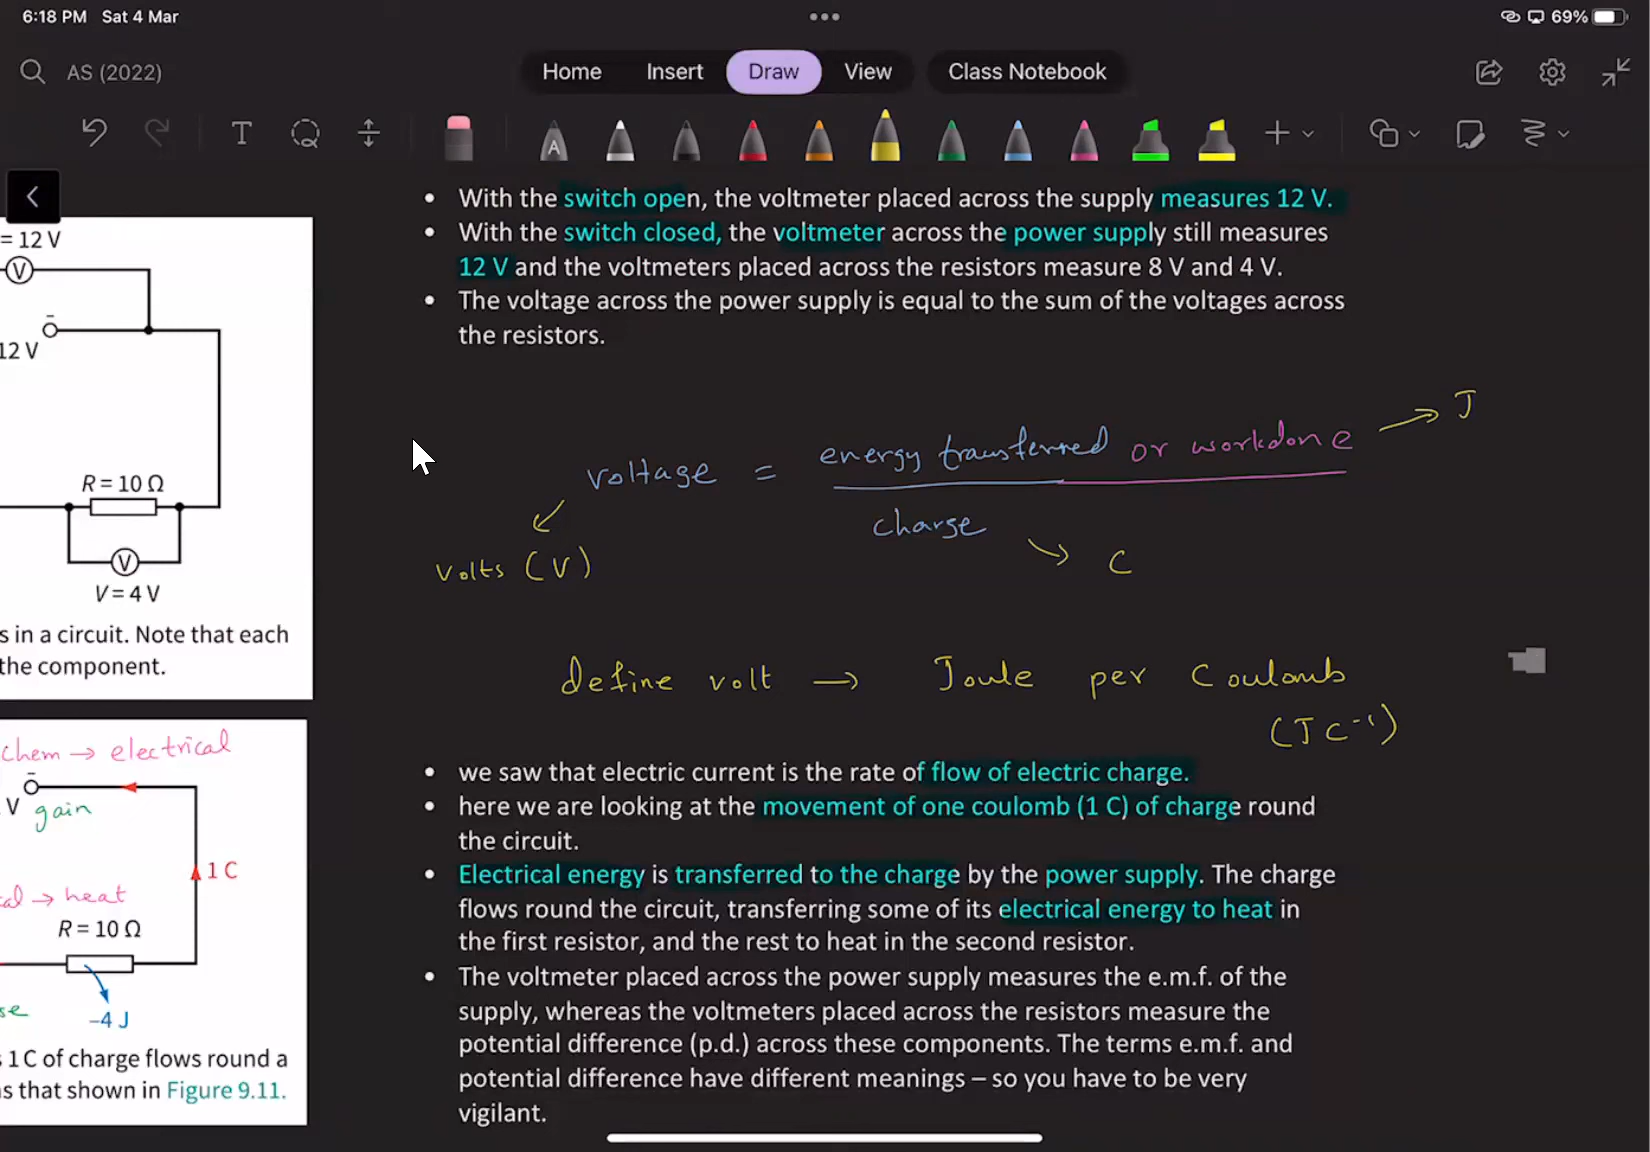 6:18 PM Sat 4 Mar
69%
AS (2022)
Home Insert Draw View Class Notebook
T
A
= 12 V
V
-
12 V
R = 10 Ω
V
V = 4 V
s in a circuit. Note that each
the component.
chem → electrical
-
V gain
1 C
→ heat
R = 10 Ω
–4 J
1 C of charge flows round a
s that shown in Figure 9.11.
• With the switch open, the voltmeter placed across the supply measures 12 V.
• With the switch closed, the voltmeter across the power supply still measures
12 V and the voltmeters placed across the resistors measure 8 V and 4 V.
• The voltage across the power supply is equal to the sum of the voltages across
the resistors.
energy transferred or workdone → J
voltage =
charge
volts (V)
→ C
define volt → Joule per Coulomb
(J C⁻¹)
• we saw that electric current is the rate of flow of electric charge.
• here we are looking at the movement of one coulomb (1 C) of charge round
the circuit.
• Electrical energy is transferred to the charge by the power supply. The charge
flows round the circuit, transferring some of its electrical energy to heat in
the first resistor, and the rest to heat in the second resistor.
• The voltmeter placed across the power supply measures the e.m.f. of the
supply, whereas the voltmeters placed across the resistors measure the
potential difference (p.d.) across these components. The terms e.m.f. and
potential difference have different meanings – so you have to be very
vigilant.